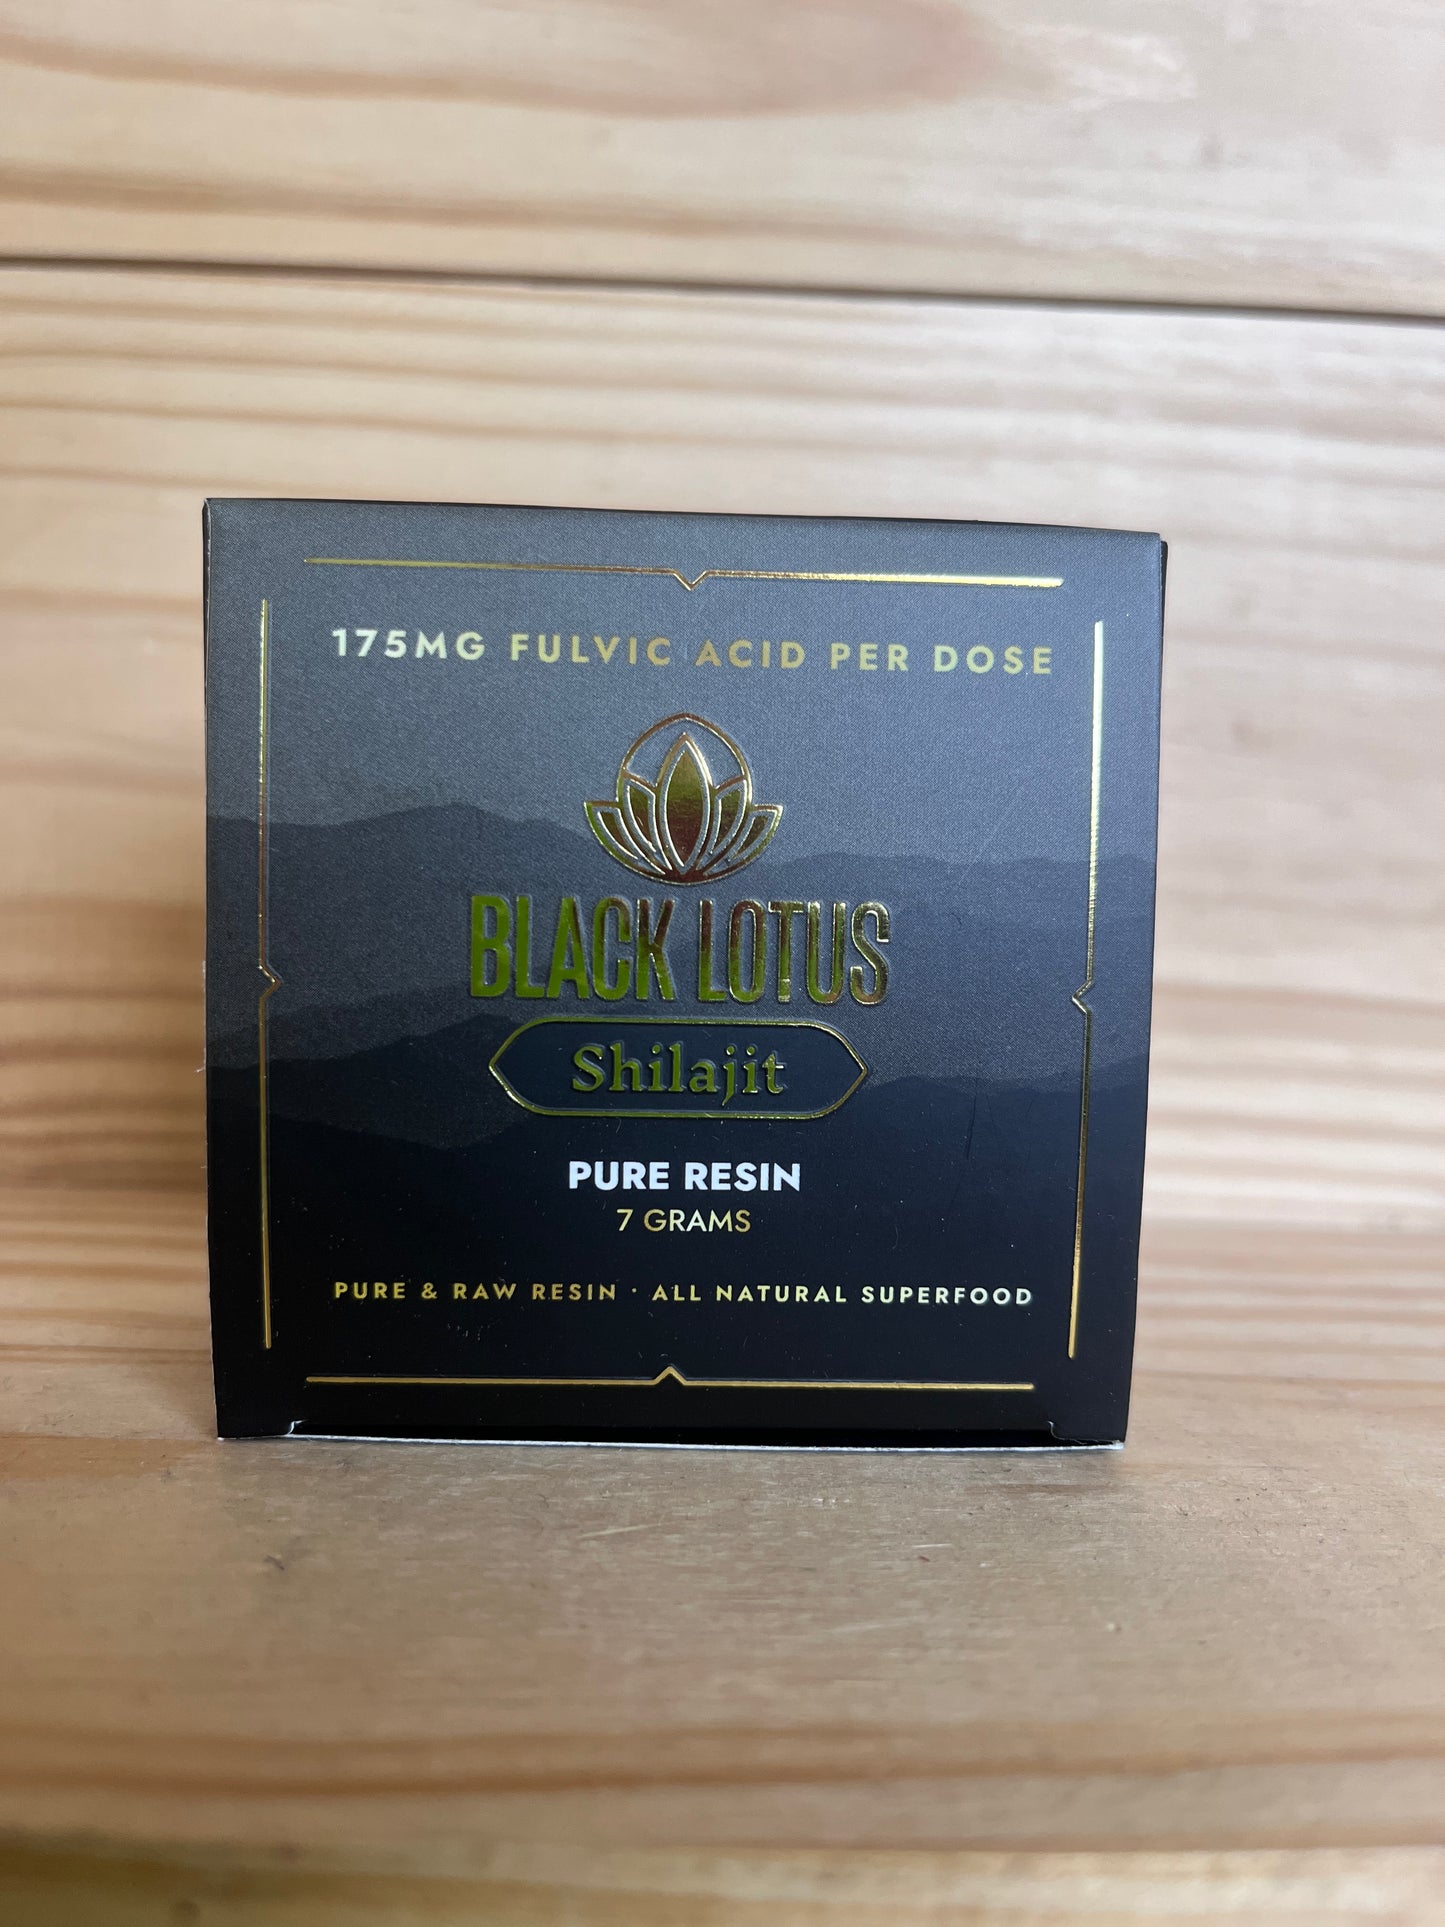 175MG FULVIC ACID PER DOSE
BLACK LOTUS
Shilajit
PURE RESIN
7 GRAMS
PURE & RAW RESIN · ALL NATURAL SUPERFOOD